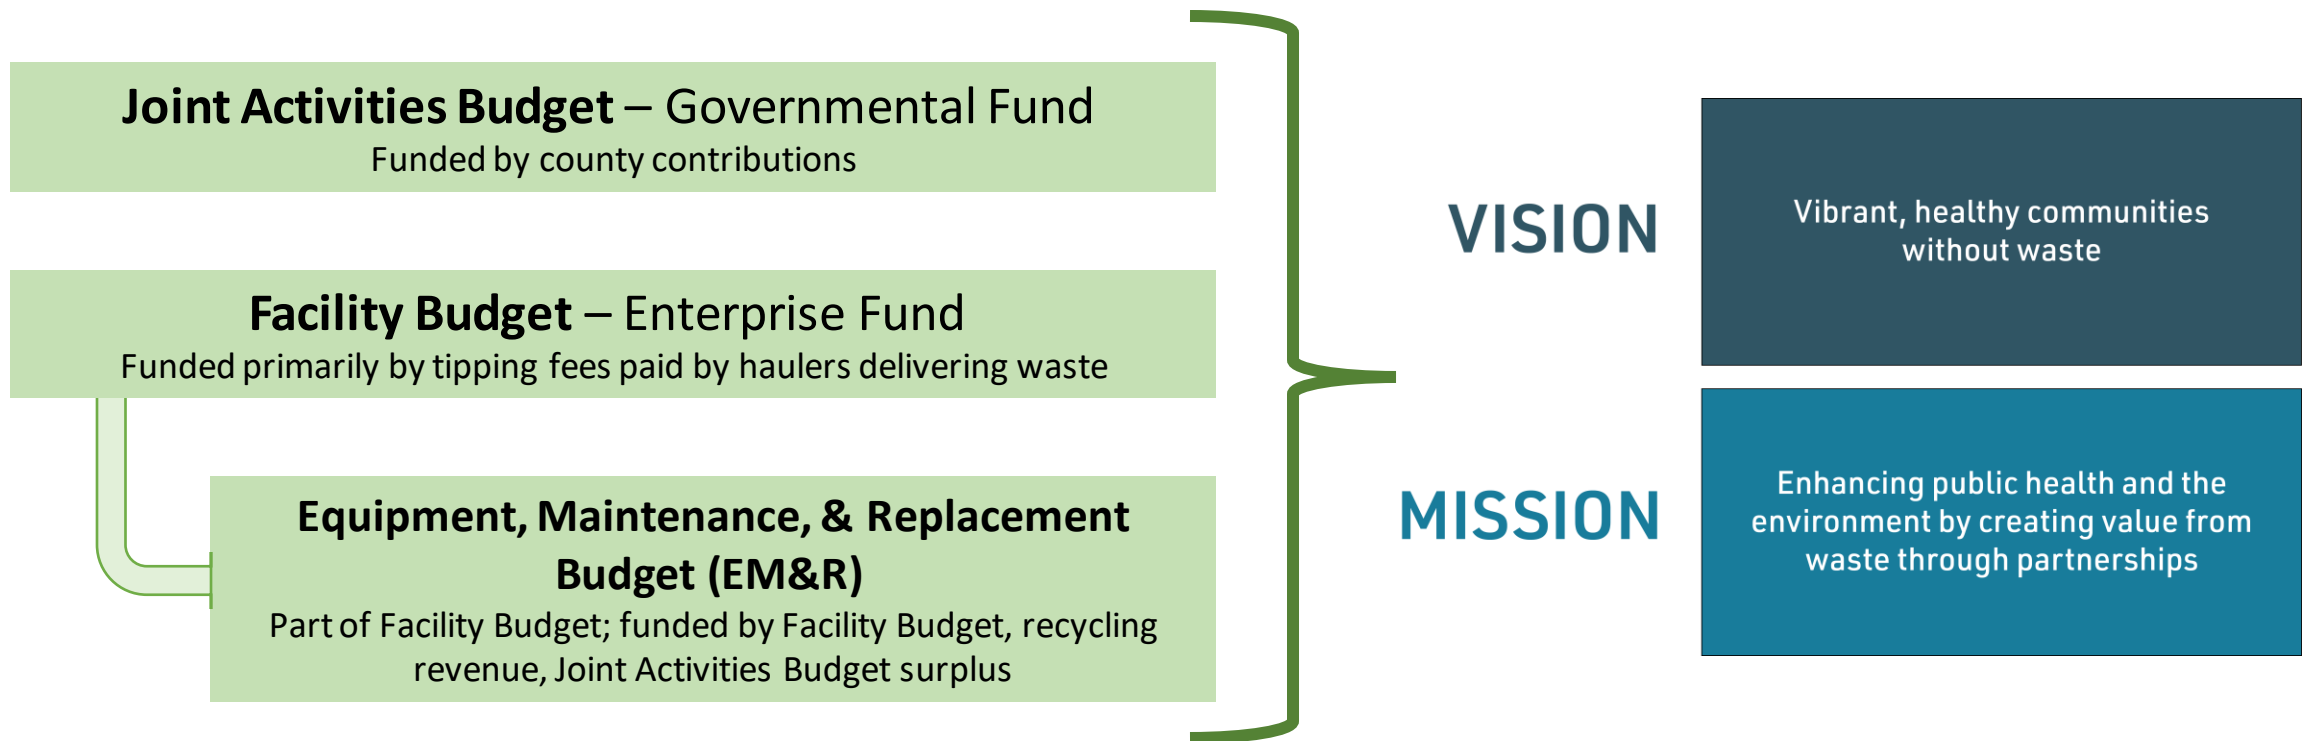 Joint Activities Budget – Governmental Fund
Funded by county contributions
Facility Budget – Enterprise Fund
Funded primarily by tipping fees paid by haulers delivering waste
Equipment, Maintenance, & Replacement
Budget (EM&R)
Part of Facility Budget; funded by Facility Budget, recycling
revenue, Joint Activities Budget surplus
VISION
Vibrant, healthy communities
without waste
MISSION
Enhancing public health and the
environment by creating value from
waste through partnerships